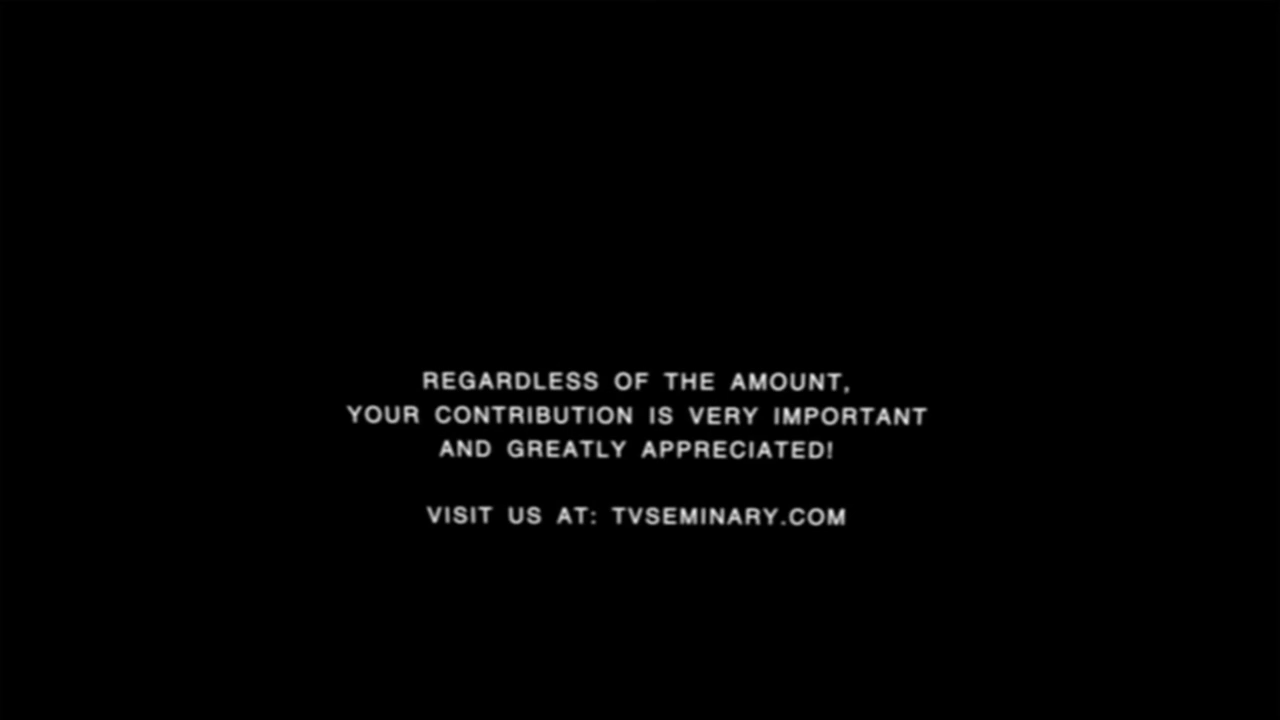 REGARDLESS OF THE AMOUNT,
YOUR CONTRIBUTION IS VERY IMPORTANT
AND GREATLY APPRECIATED!
VISIT US AT: TVSEMINARY.COM